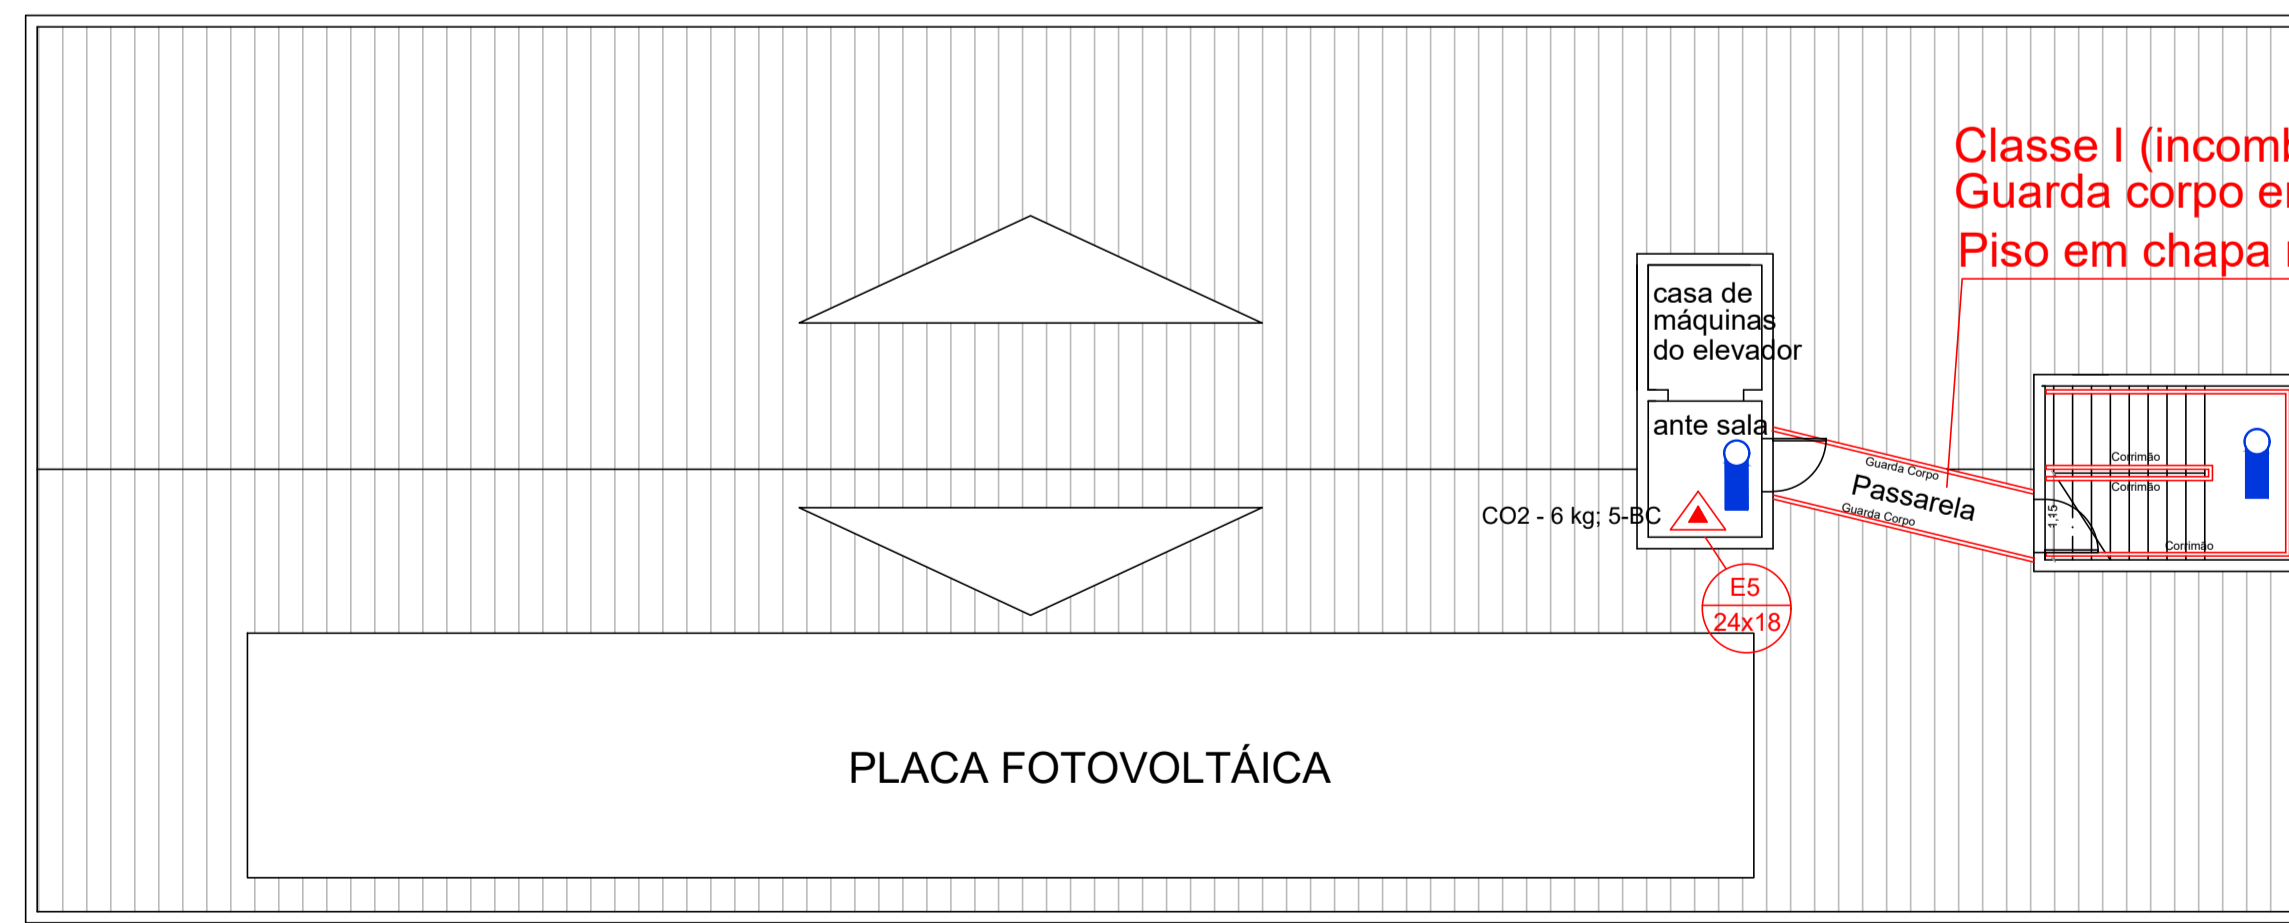 Classe I (incomb
Guarda corpo e
Piso em chapa
casa de
máquinas
do elevador
ante sala
CO2 - 6 kg; 5-BC
E5
24x18
Guarda Corpo
Passarela
Guarda Corpo
Corrimão
Corrimão
1,15
Corrimão
PLACA FOTOVOLTÁICA